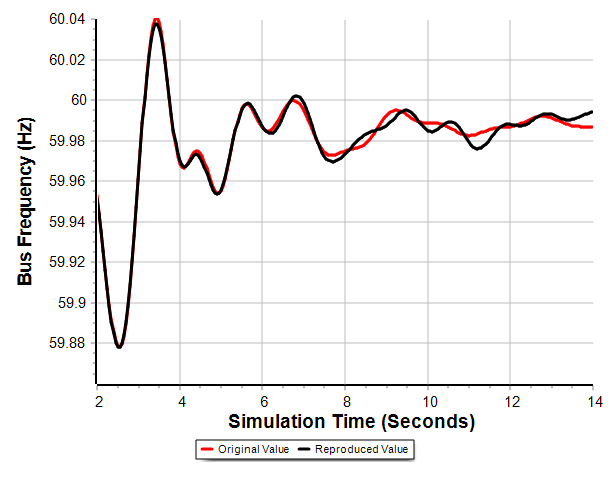 60.04
60.02
60
59.98
59.96
59.94
59.92
59.9
59.88
Bus Frequency (Hz)
2 4 6 8 10 12 14
Simulation Time (Seconds)
Original Value Reproduced Value